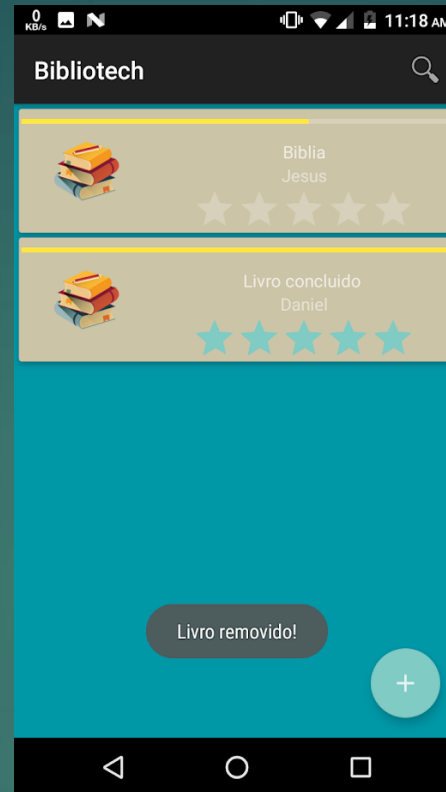 0
KB/s
11:18 AM
Bibliotech
Biblia
Jesus
Livro concluido
Daniel
Livro removido!